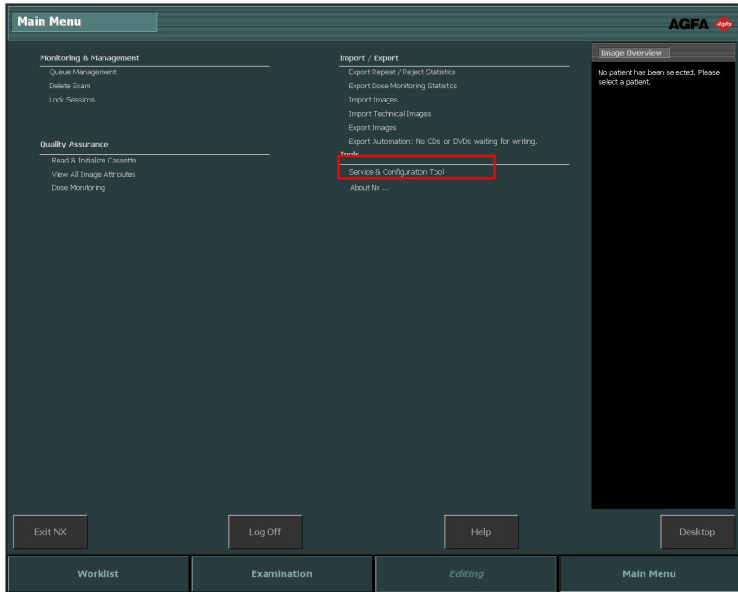 Main Menu
AGFA
Agfa
Monitoring & Management
Queue Management
Delete Exam
Lock Sessions
Quality Assurance
Read & Initialize Cassette
View All Image Attributes
Dose Monitoring
Import / Export
Export Repeat / Reject Statistics
Export Dose Monitoring Statistics
Import Images
Import Technical Images
Export Images
Export Automation: No CDs or DVDs waiting for writing.
Tools
Service & Configuration Tool
About Nx ...
Image Overview
No patient has been selected. Please
select a patient.
Exit NX
Log Off
Help
Desktop
Worklist
Examination
Editing
Main Menu